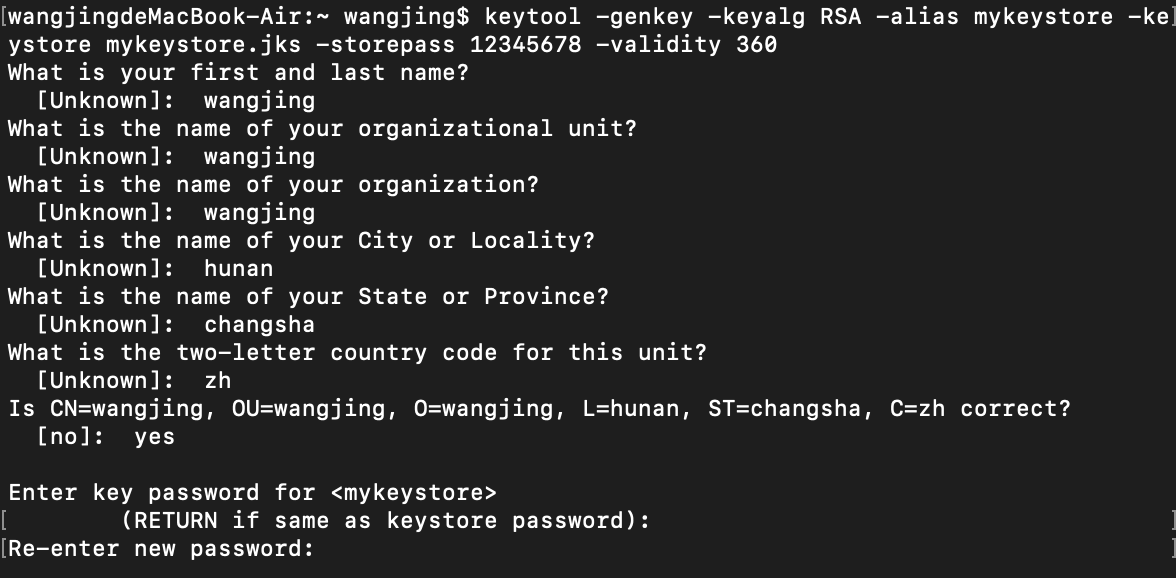 [wangjingdeMacBook-Air:~ wangjing$ keytool -genkey -keyalg RSA -alias mykeystore -ke]
ystore mykeystore.jks -storepass 12345678 -validity 360
What is your first and last name?
  [Unknown]:  wangjing
What is the name of your organizational unit?
  [Unknown]:  wangjing
What is the name of your organization?
  [Unknown]:  wangjing
What is the name of your City or Locality?
  [Unknown]:  hunan
What is the name of your State or Province?
  [Unknown]:  changsha
What is the two-letter country code for this unit?
  [Unknown]:  zh
Is CN=wangjing, OU=wangjing, O=wangjing, L=hunan, ST=changsha, C=zh correct?
  [no]:  yes
Enter key password for <mykeystore>
[        (RETURN if same as keystore password):                                     ]
[Re-enter new password:                                                             ]